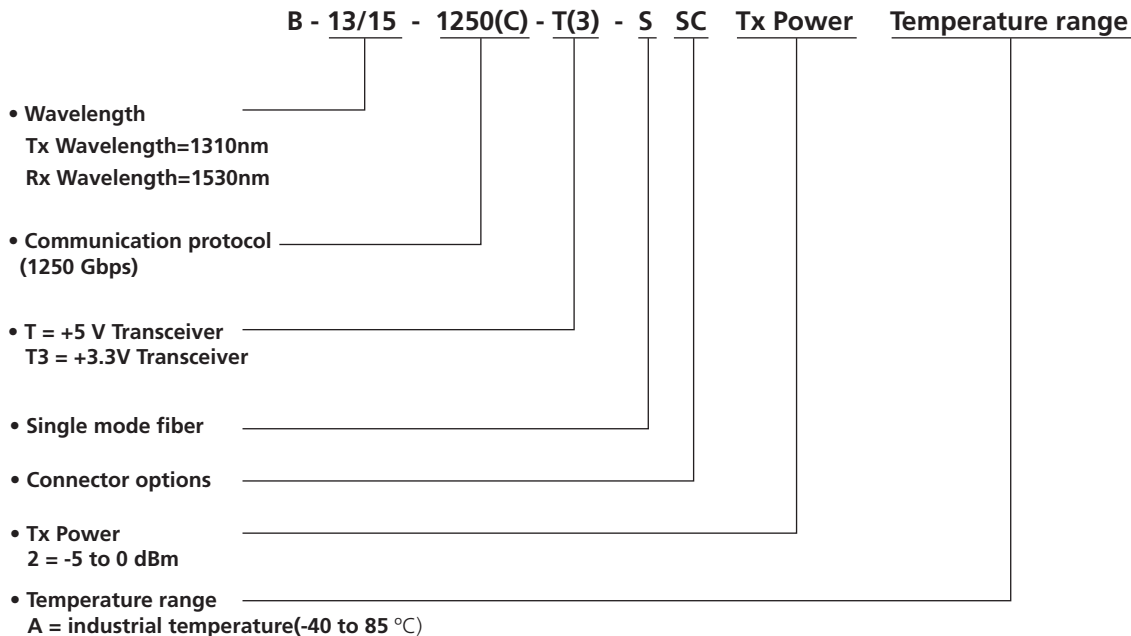 B - 13/15 - 1250(C) - T(3) - S SC Tx Power Temperature range
• Wavelength
Tx Wavelength=1310nm
Rx Wavelength=1530nm
• Communication protocol
(1250 Gbps)
• T = +5 V Transceiver
T3 = +3.3V Transceiver
• Single mode fiber
• Connector options
• Tx Power
2 = -5 to 0 dBm
• Temperature range
A = industrial temperature(-40 to 85 °C)